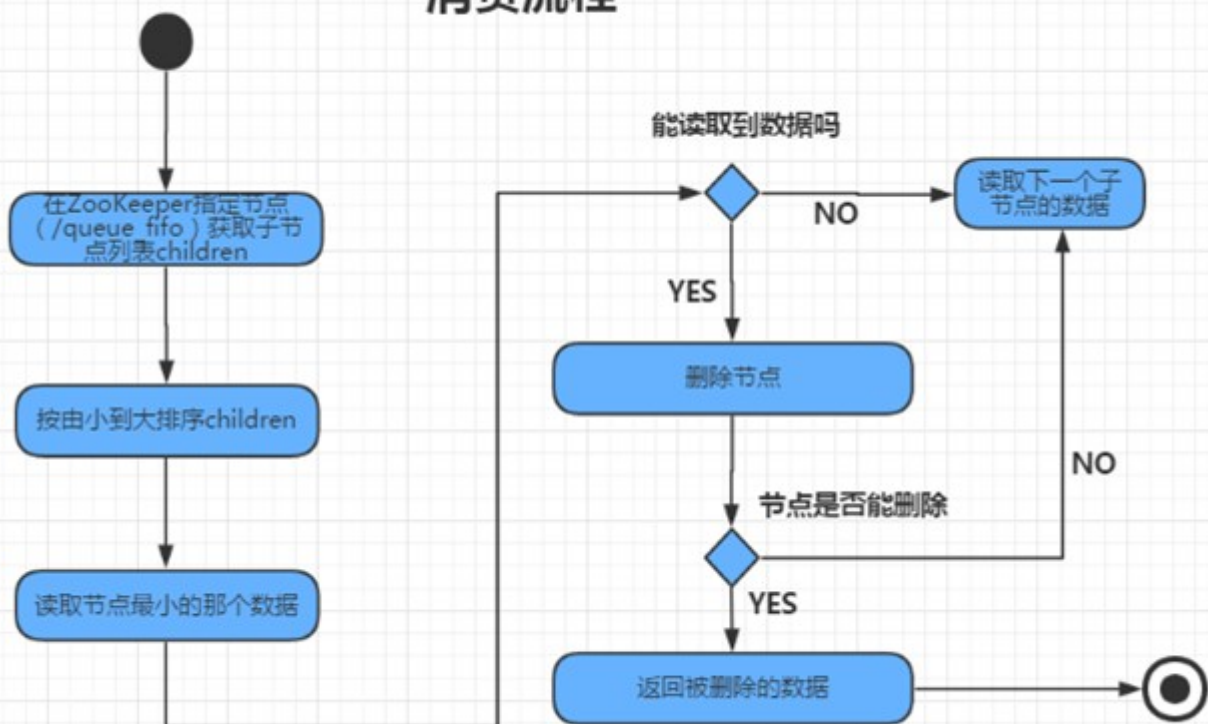 消费流程
在ZooKeeper指定节点
（/queue_fifo）获取子节
点列表children
按由小到大排序children
读取节点最小的那个数据
能读取到数据吗
NO
读取下一个子
节点的数据
YES
删除节点
NO
节点是否能删除
YES
返回被删除的数据